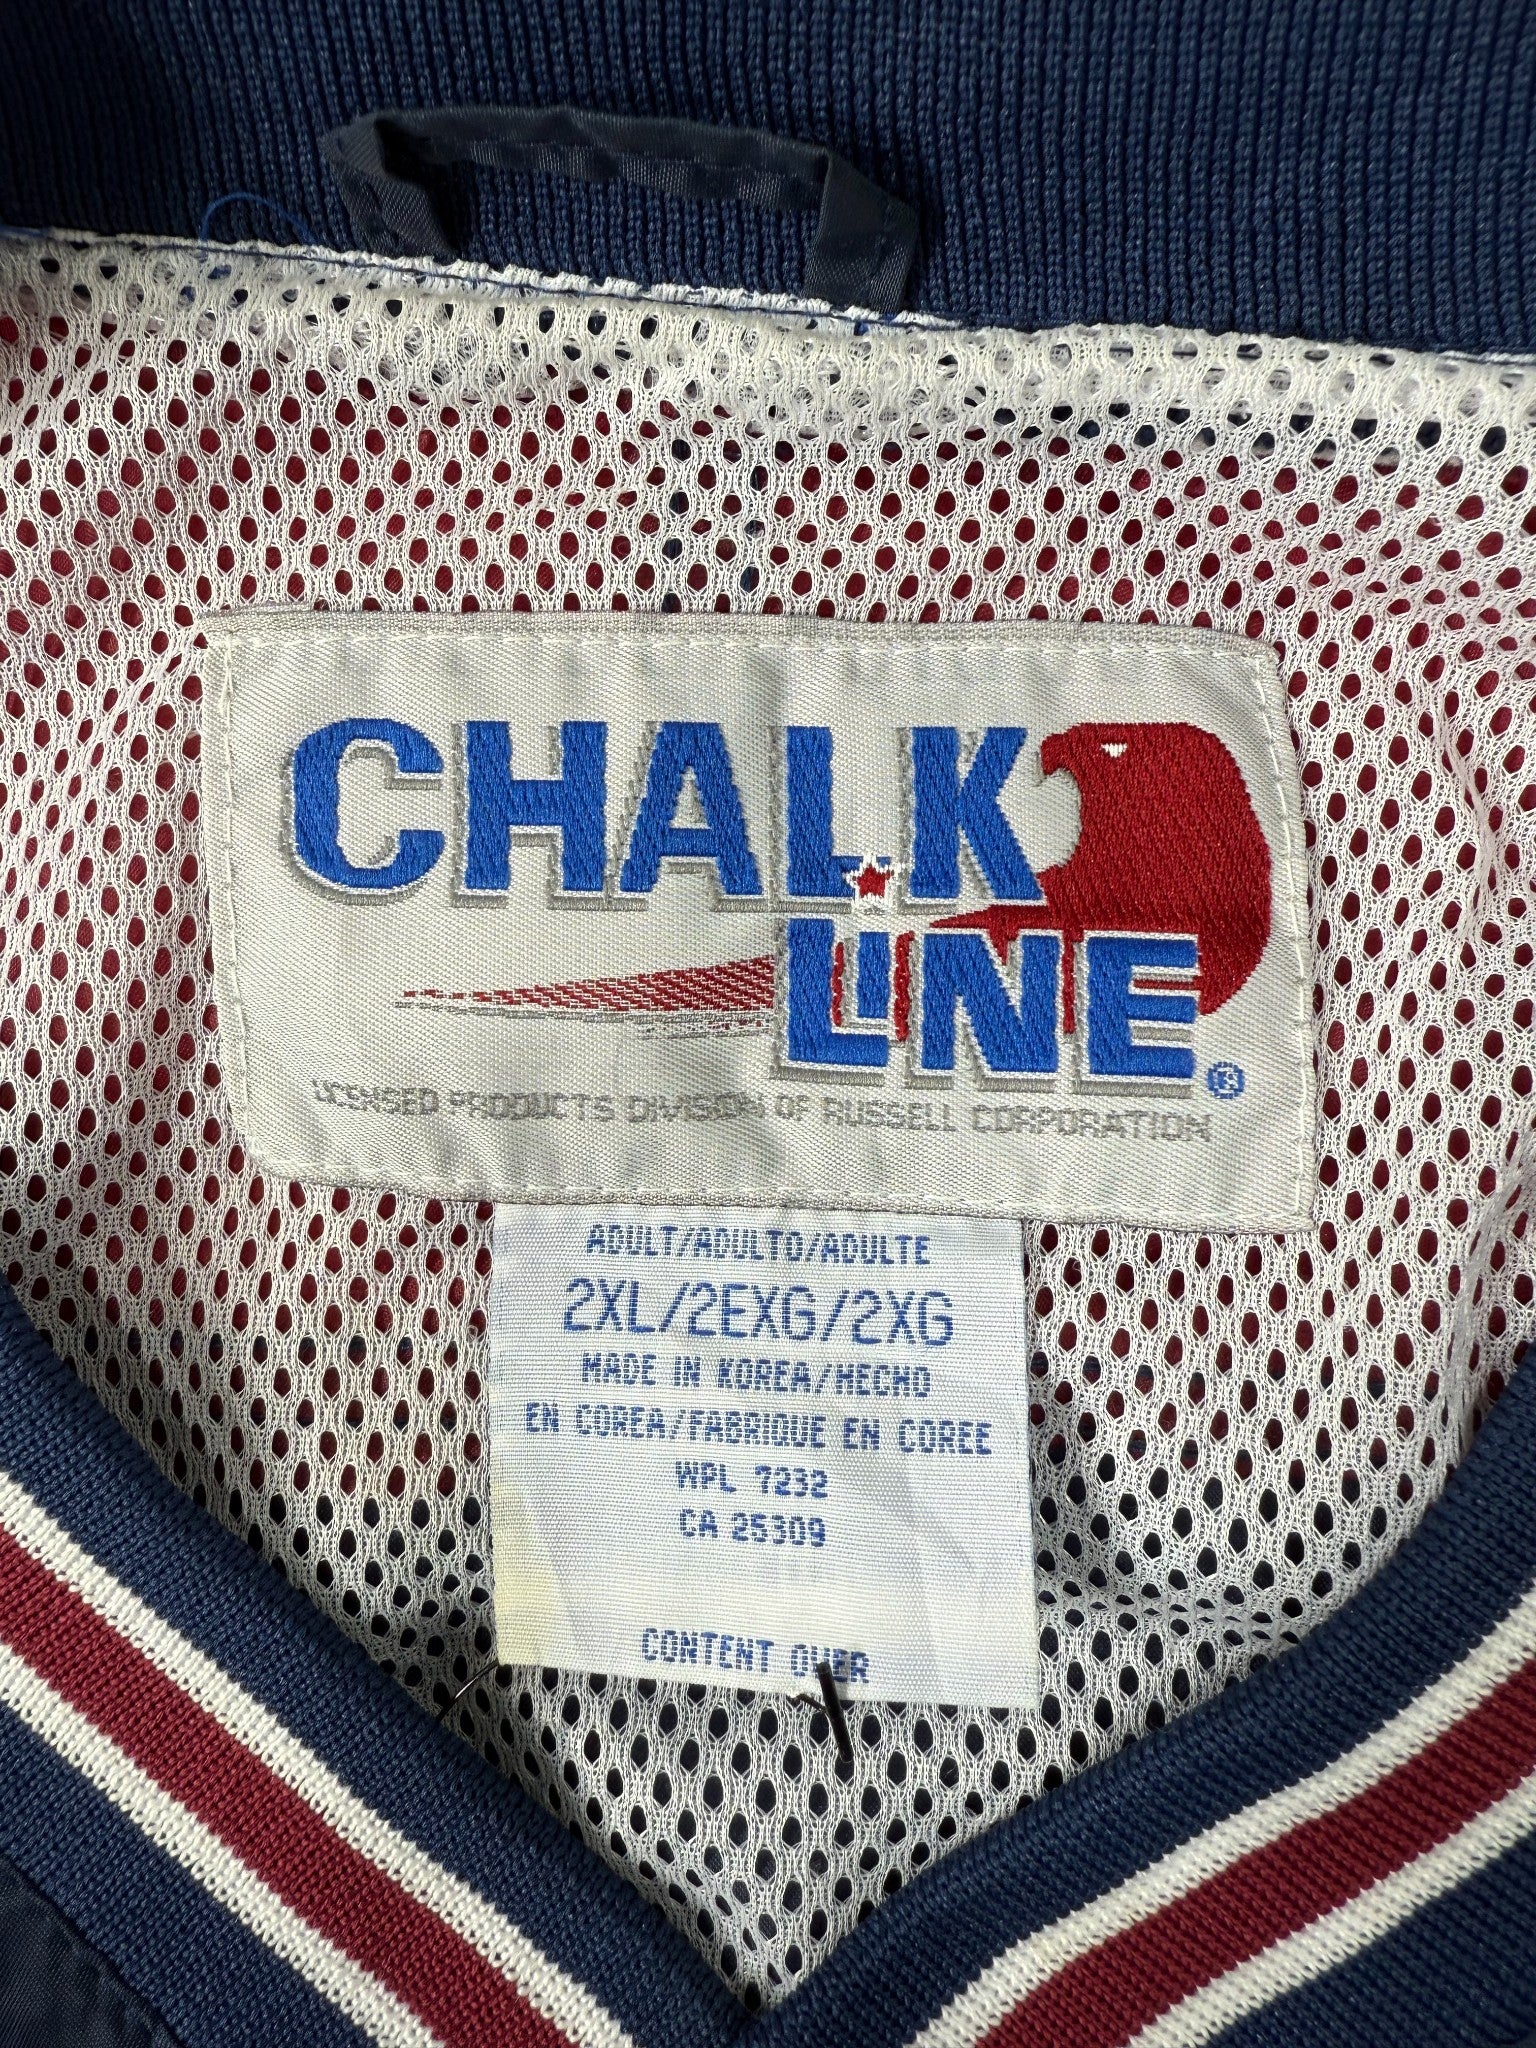 CHALK
LINE®
LICENSED PRODUCTS DIVISION OF RUSSELL CORPORATION
ADULT/ADULTO/ADULTE
2XL/2EXG/2XG
MADE IN KOREA/HECHO
EN COREA/FABRIQUE EN COREE
WPL 7232
CA 25309
CONTENT OVER